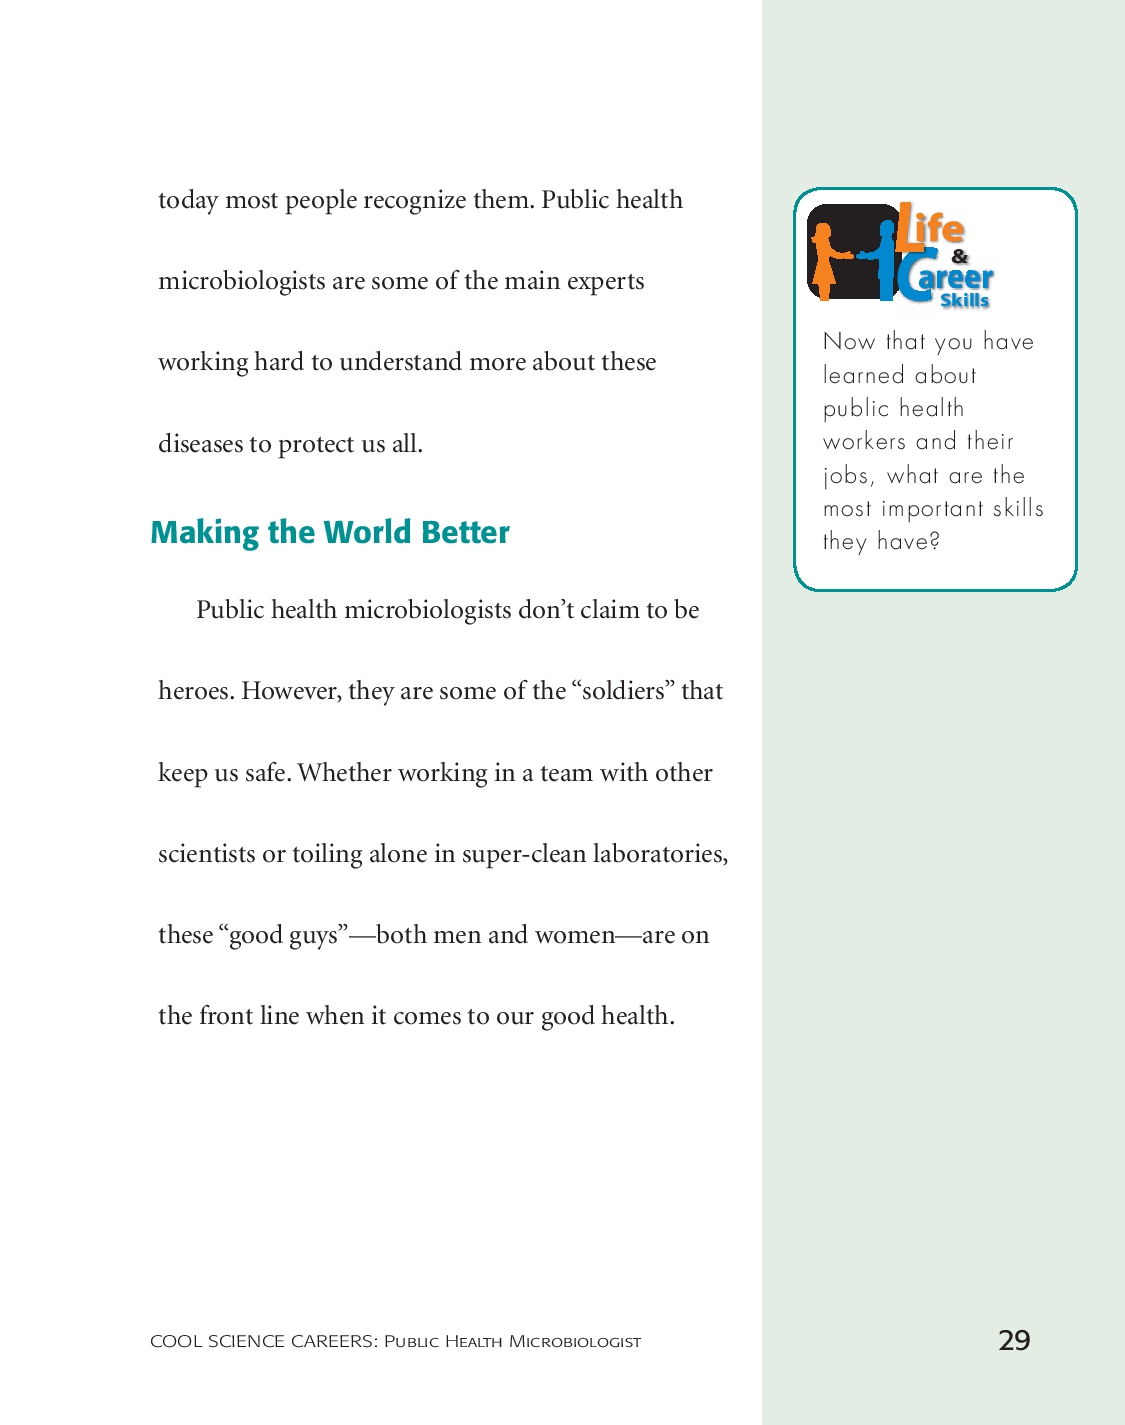 today most people recognize them. Public health
microbiologists are some of the main experts
working hard to understand more about these
diseases to protect us all.
Making the World Better
Public health microbiologists don’t claim to be
heroes. However, they are some of the “soldiers” that
keep us safe. Whether working in a team with other
scientists or toiling alone in super-clean laboratories,
these “good guys”—both men and women—are on
the front line when it comes to our good health.
Life
&
Career
Skills
Now that you have
learned about
public health
workers and their
jobs, what are the
most important skills
they have?
COOL SCIENCE CAREERS: Public Health Microbiologist
29